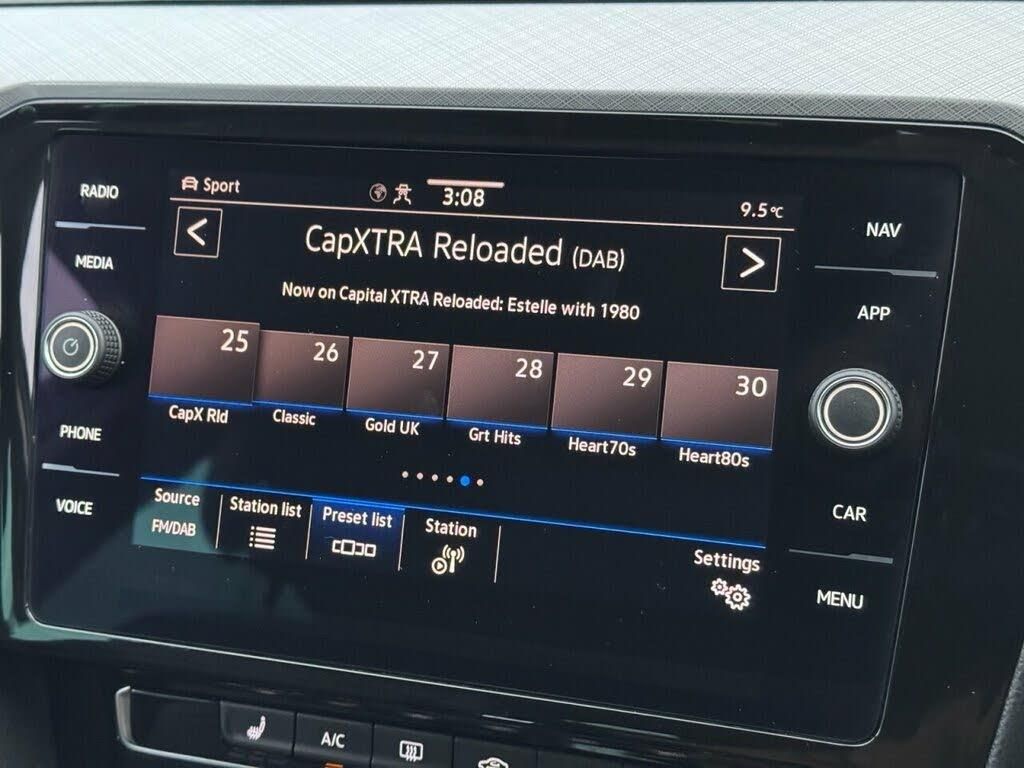 RADIO
MEDIA
PHONE
VOICE
Sport
3:08
9.5°C
<
CapXTRA Reloaded (DAB)
>
Now on Capital XTRA Reloaded: Estelle with 1980
25 26 27 28 29 30
CapX Rld Classic Gold UK Grt Hits Heart70s Heart80s
Source Station list Preset list Station Settings
FM/DAB
NAV
APP
CAR
MENU
A/C